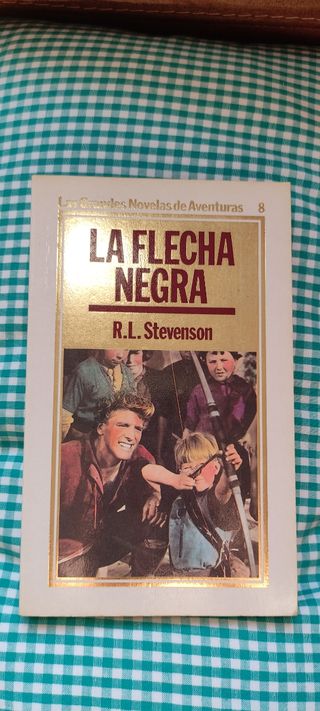 Las Grandes Novelas de Aventuras 8
LA FLECHA
NEGRA
R.L. Stevenson